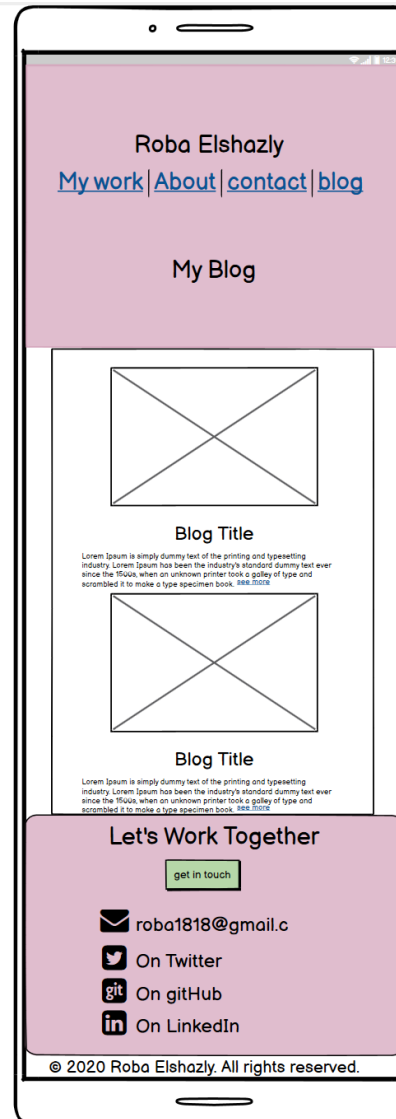 12:3
Roba Elshazly
My work | About | contact | blog
My Blog
Blog Title
Lorem Ipsum is simply dummy text of the printing and typesetting
industry. Lorem Ipsum has been the industry's standard dummy text ever
since the 1500s, when an unknown printer took a galley of type and
scrambled it to make a type specimen book. see more
Blog Title
Lorem Ipsum is simply dummy text of the printing and typesetting
industry. Lorem Ipsum has been the industry's standard dummy text ever
since the 1500s, when an unknown printer took a galley of type and
scrambled it to make a type specimen book. see more
Let's Work Together
get in touch
roba1818@gmail.c
On Twitter
git On gitHub
in On LinkedIn
© 2020 Roba Elshazly. All rights reserved.